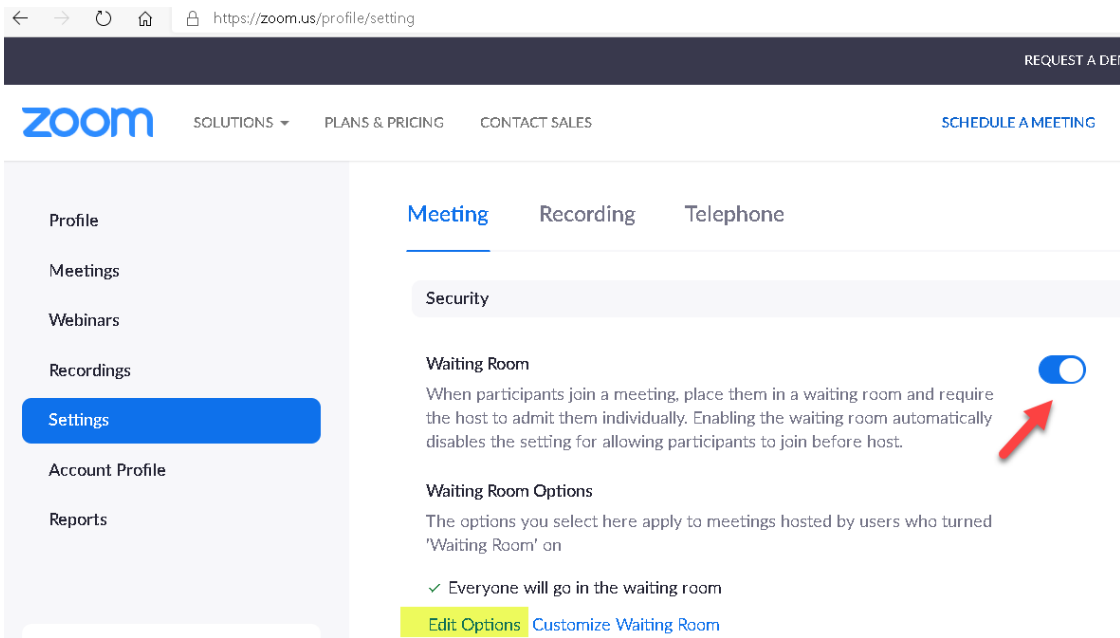 https://zoom.us/profile/setting
REQUEST A DE
zoom SOLUTIONS PLANS & PRICING CONTACT SALES SCHEDULE A MEETING
Profile
Meetings
Webinars
Recordings
Settings
Account Profile
Reports
Meeting Recording Telephone
Security
Waiting Room
When participants join a meeting, place them in a waiting room and require
the host to admit them individually. Enabling the waiting room automatically
disables the setting for allowing participants to join before host.
Waiting Room Options
The options you select here apply to meetings hosted by users who turned
'Waiting Room' on
Everyone will go in the waiting room
Edit Options Customize Waiting Room